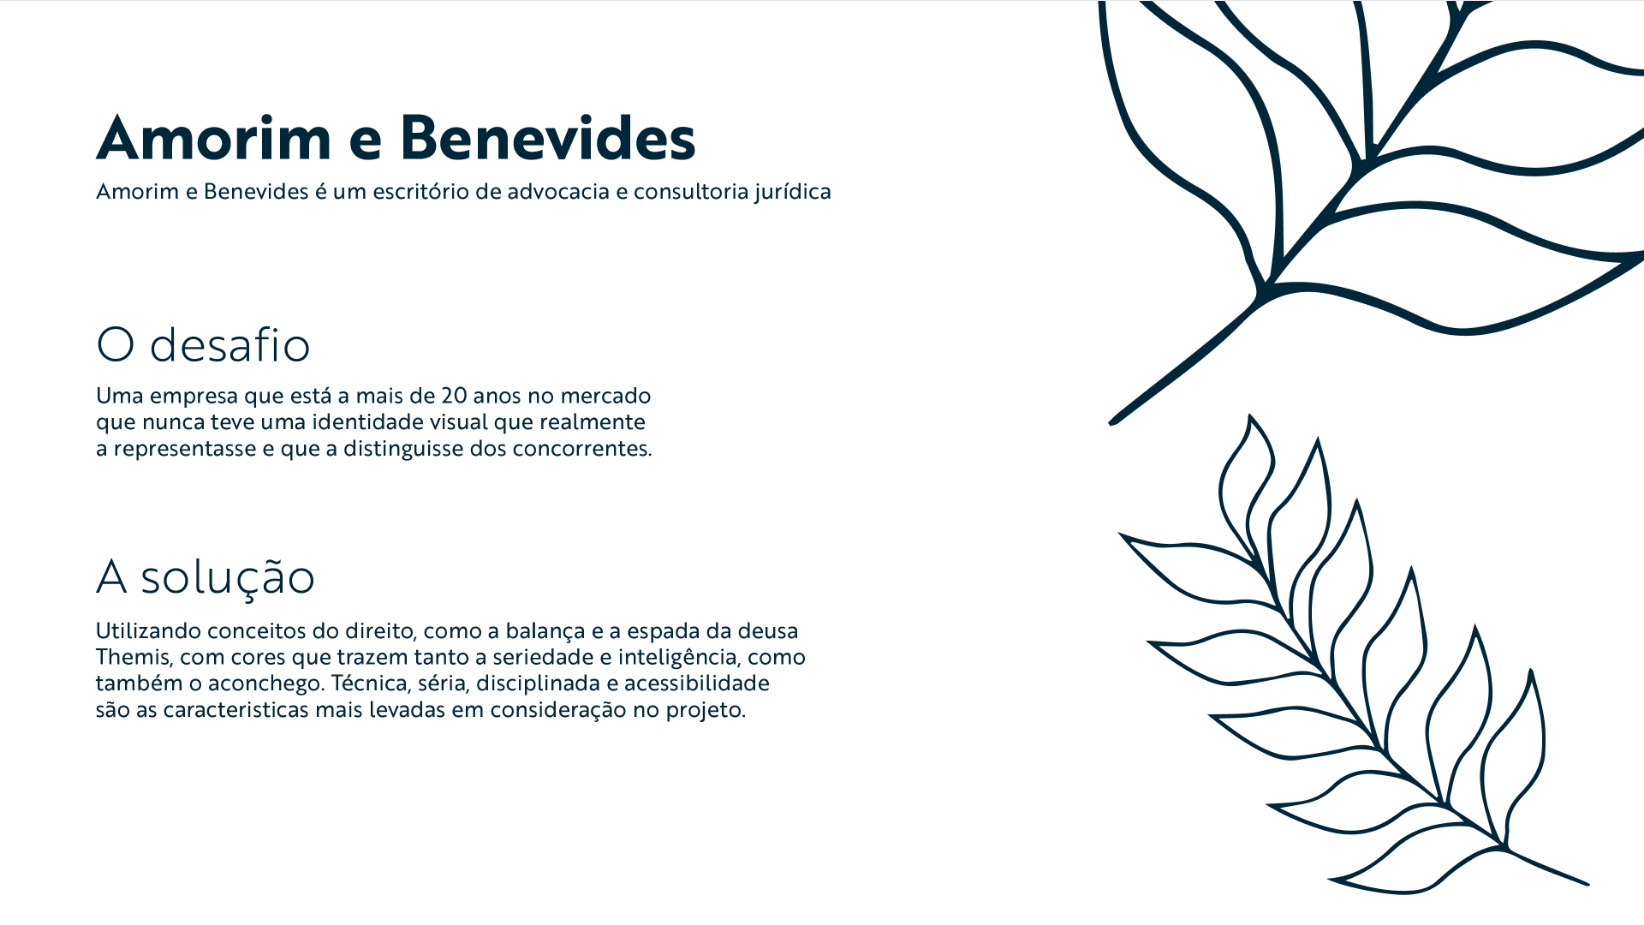 Amorim e Benevides
Amorim e Benevides é um escritório de advocacia e consultoria jurídica
O desafio
Uma empresa que está a mais de 20 anos no mercado
que nunca teve uma identidade visual que realmente
a representasse e que a distinguisse dos concorrentes.
A solução
Utilizando conceitos do direito, como a balança e a espada da deusa
Themis, com cores que trazem tanto a seriedade e inteligência, como
também o aconchego. Técnica, séria, disciplinada e acessibilidade
são as caracteristicas mais levadas em consideração no projeto.